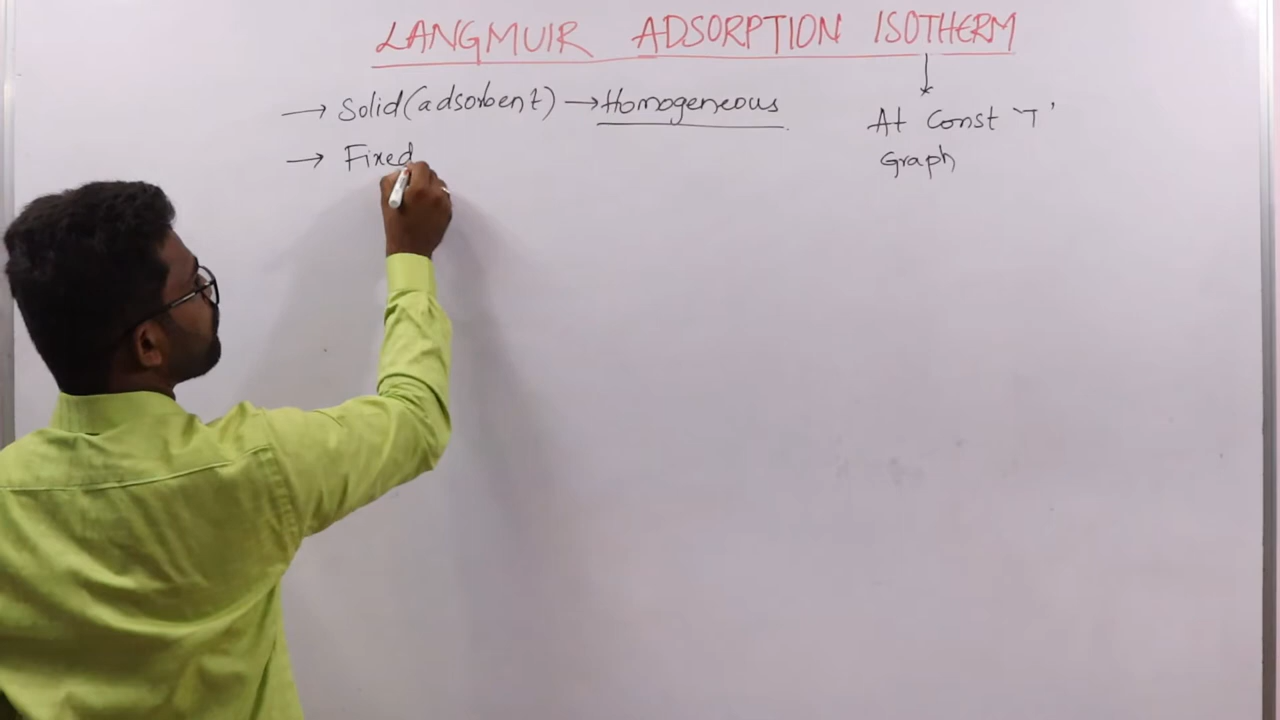 LANGMUIR ADSORPTION ISOTHERM
→ Solid(adsorbent) → Homogeneous
→ Fixed
At Const 'T'
Graph